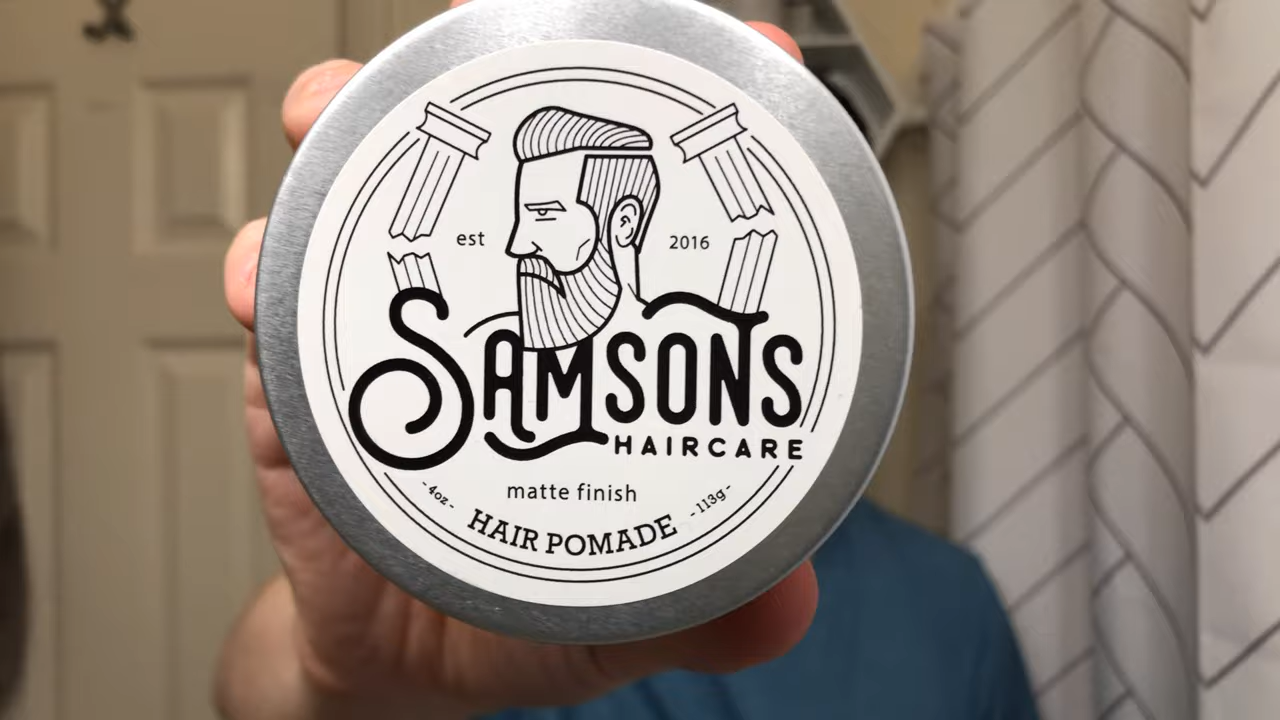 est 2016
SAMSONS
HAIRCARE
- 4oz - matte finish - 113g -
HAIR POMADE